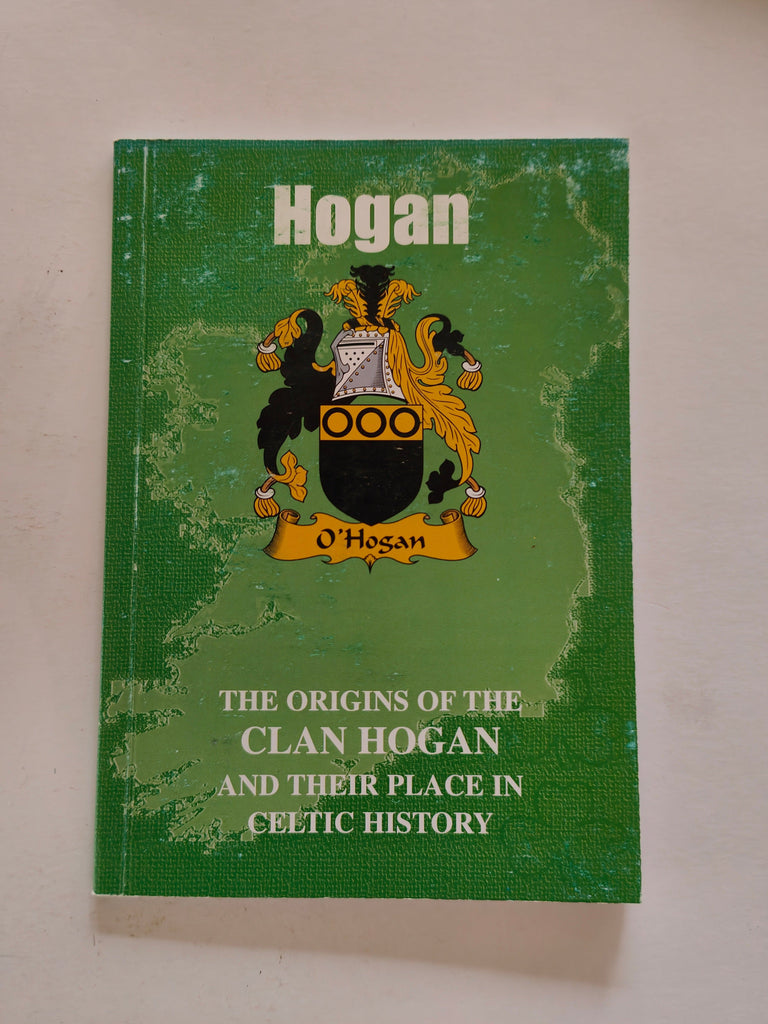 Hogan
O'Hogan
THE ORIGINS OF THE
CLAN HOGAN
AND THEIR PLACE IN
CELTIC HISTORY